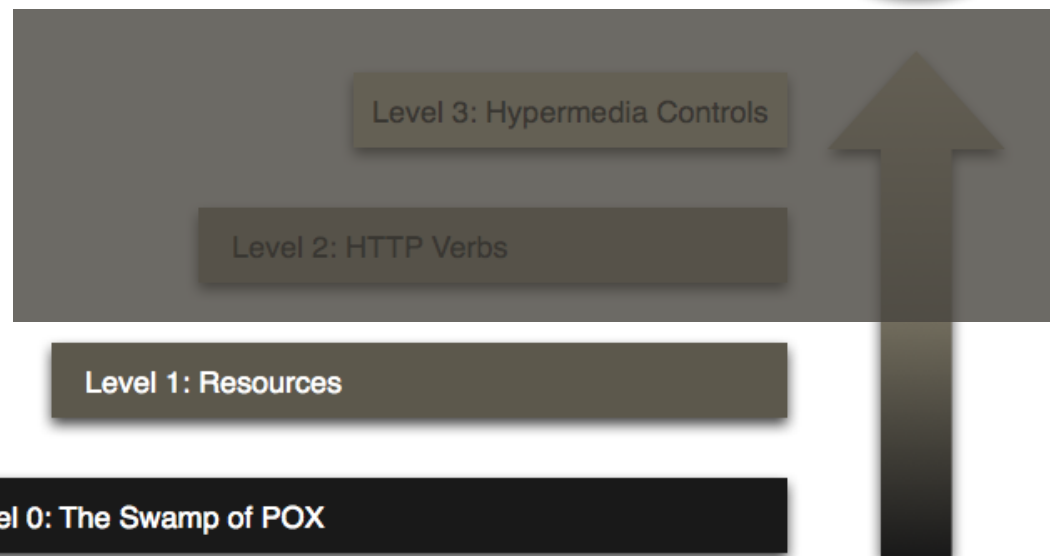 Level 3: Hypermedia Controls
Level 2: HTTP Verbs
Level 1: Resources
el 0: The Swamp of POX